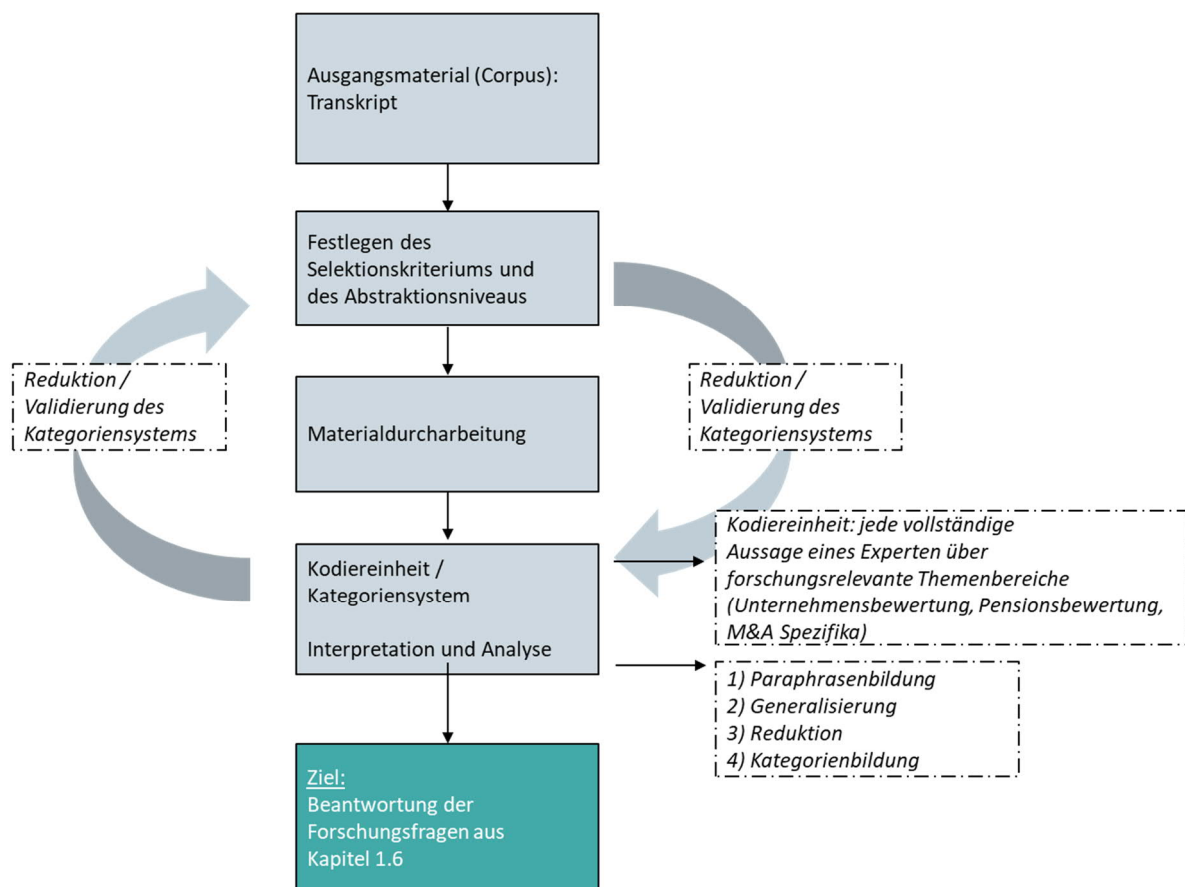 Ausgangsmaterial (Corpus):
Transkript
Festlegen des
Selektionskriteriums und
des Abstraktionsniveaus
Reduktion /
Validierung des
Kategoriensystems
Reduktion /
Validierung des
Kategoriensystems
Materialdurcharbeitung
Kodiereinheit /
Kategoriensystem
Interpretation und Analyse
Kodiereinheit: jede vollständige
Aussage eines Experten über
forschungsrelevante Themenbereiche
(Unternehmensbewertung, Pensionsbewertung,
M&A Spezifika)
1) Paraphrasenbildung
2) Generalisierung
3) Reduktion
4) Kategorienbildung
Ziel:
Beantwortung der
Forschungsfragen aus
Kapitel 1.6